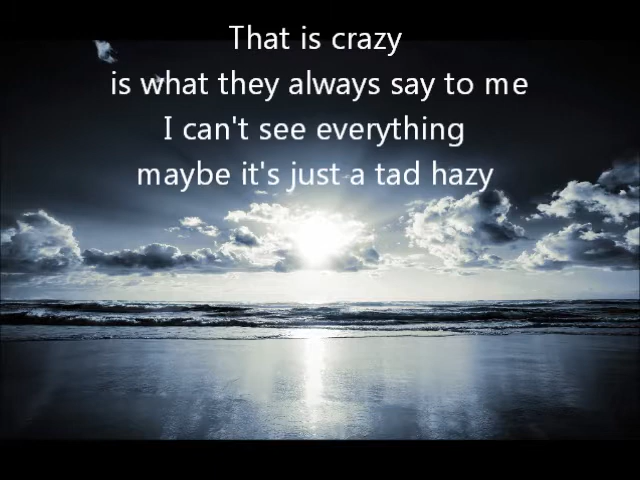 That is crazy
is what they always say to me
I can't see everything
maybe it's just a tad hazy